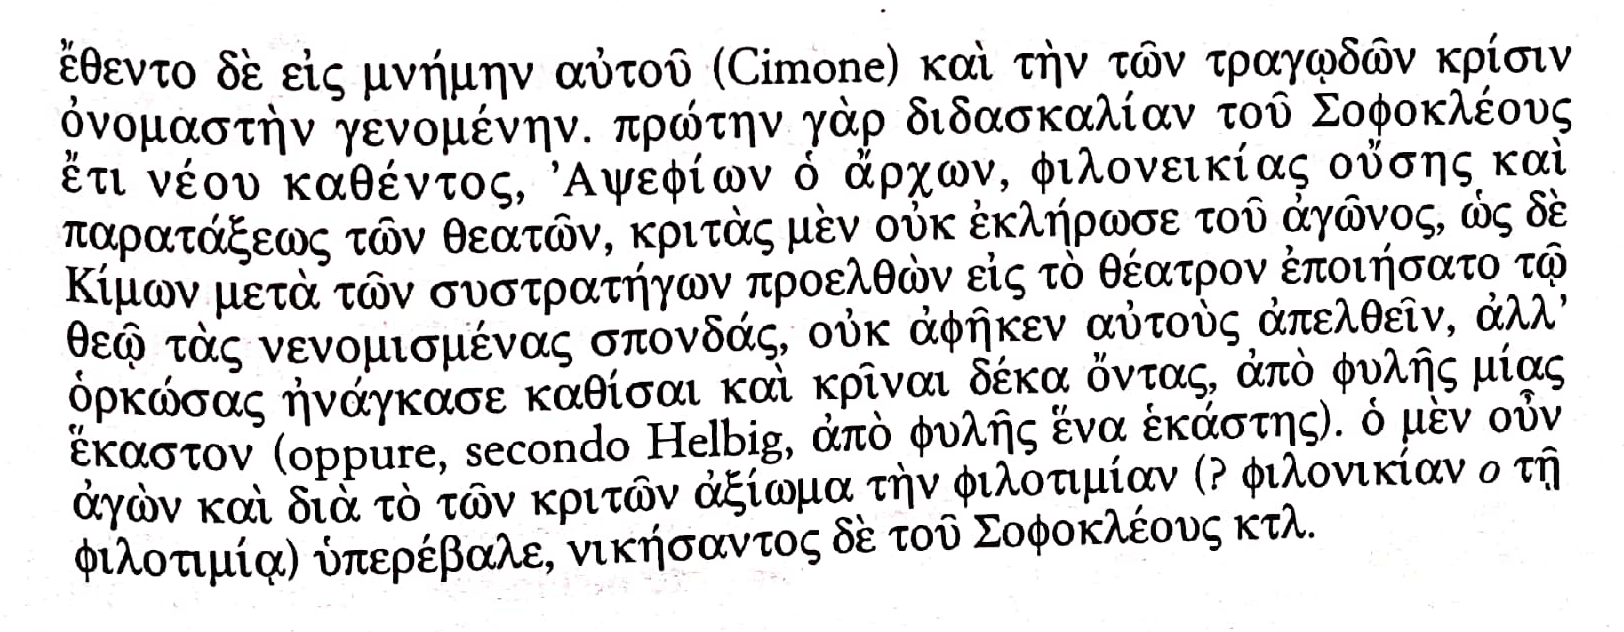 ἔθεντο δὲ εἰς μνήμην αὐτοῦ (Cimone) καὶ τὴν τῶν τραγῳδῶν κρίσιν
ὀνομαστὴν γενομένην. πρώτην γὰρ διδασκαλίαν τοῦ Σοφοκλέους
ἔτι νέου καθέντος, Ἀψεφίων ὁ ἄρχων, φιλονεικίας οὔσης καὶ
παρατάξεως τῶν θεατῶν, κριτὰς μὲν οὐκ ἐκλήρωσε τοῦ ἀγῶνος, ὡς δὲ
Κίμων μετὰ τῶν συστρατήγων προελθὼν εἰς τὸ θέατρον ἐποιήσατο τῷ
θεῷ τὰς νενομισμένας σπονδάς, οὐκ ἀφῆκεν αὐτοὺς ἀπελθεῖν, ἀλλ’
ὁρκώσας ἠνάγκασε καθίσαι καὶ κρῖναι δέκα ὄντας, ἀπὸ φυλῆς μίας
ἕκαστον (oppure, secondo Helbig, ἀπὸ φυλῆς ἕνα ἑκάστης). ὁ μὲν οὖν
ἀγὼν καὶ διὰ τὸ τῶν κριτῶν ἀξίωμα τὴν φιλοτιμίαν (? φιλονικίαν o τῇ
φιλοτιμίᾳ) ὑπερέβαλε, νικήσαντος δὲ τοῦ Σοφοκλέους κτλ.